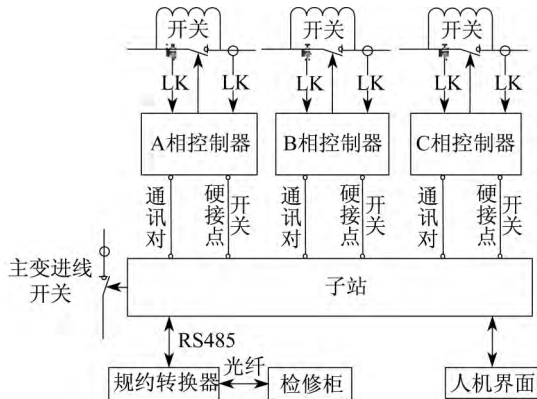 开关 开关 开关
LK LK LK LK LK LK
A相控制器 B相控制器 C相控制器
通讯对 硬接点 开关 通讯对 硬接点 开关 通讯对 硬接点 开关
主变进线
开关
子站
RS485
光纤
规约转换器 检修柜 人机界面